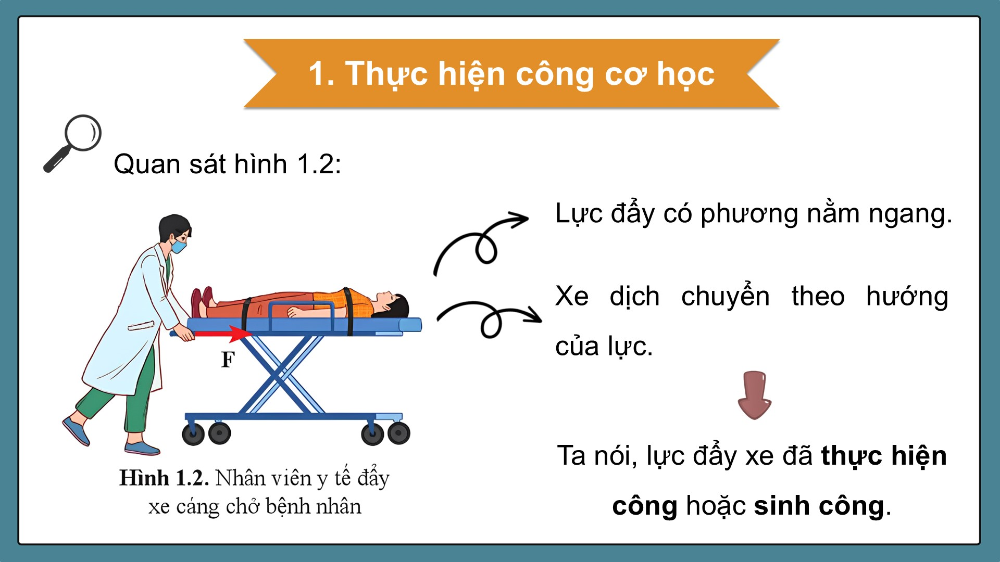 1. Thực hiện công cơ học
Quan sát hình 1.2:
Lực đẩy có phương nằm ngang.
Xe dịch chuyển theo hướng
của lực.
F
Hình 1.2. Nhân viên y tế đẩy
xe cáng chở bệnh nhân
Ta nói, lực đẩy xe đã thực hiện
công hoặc sinh công.